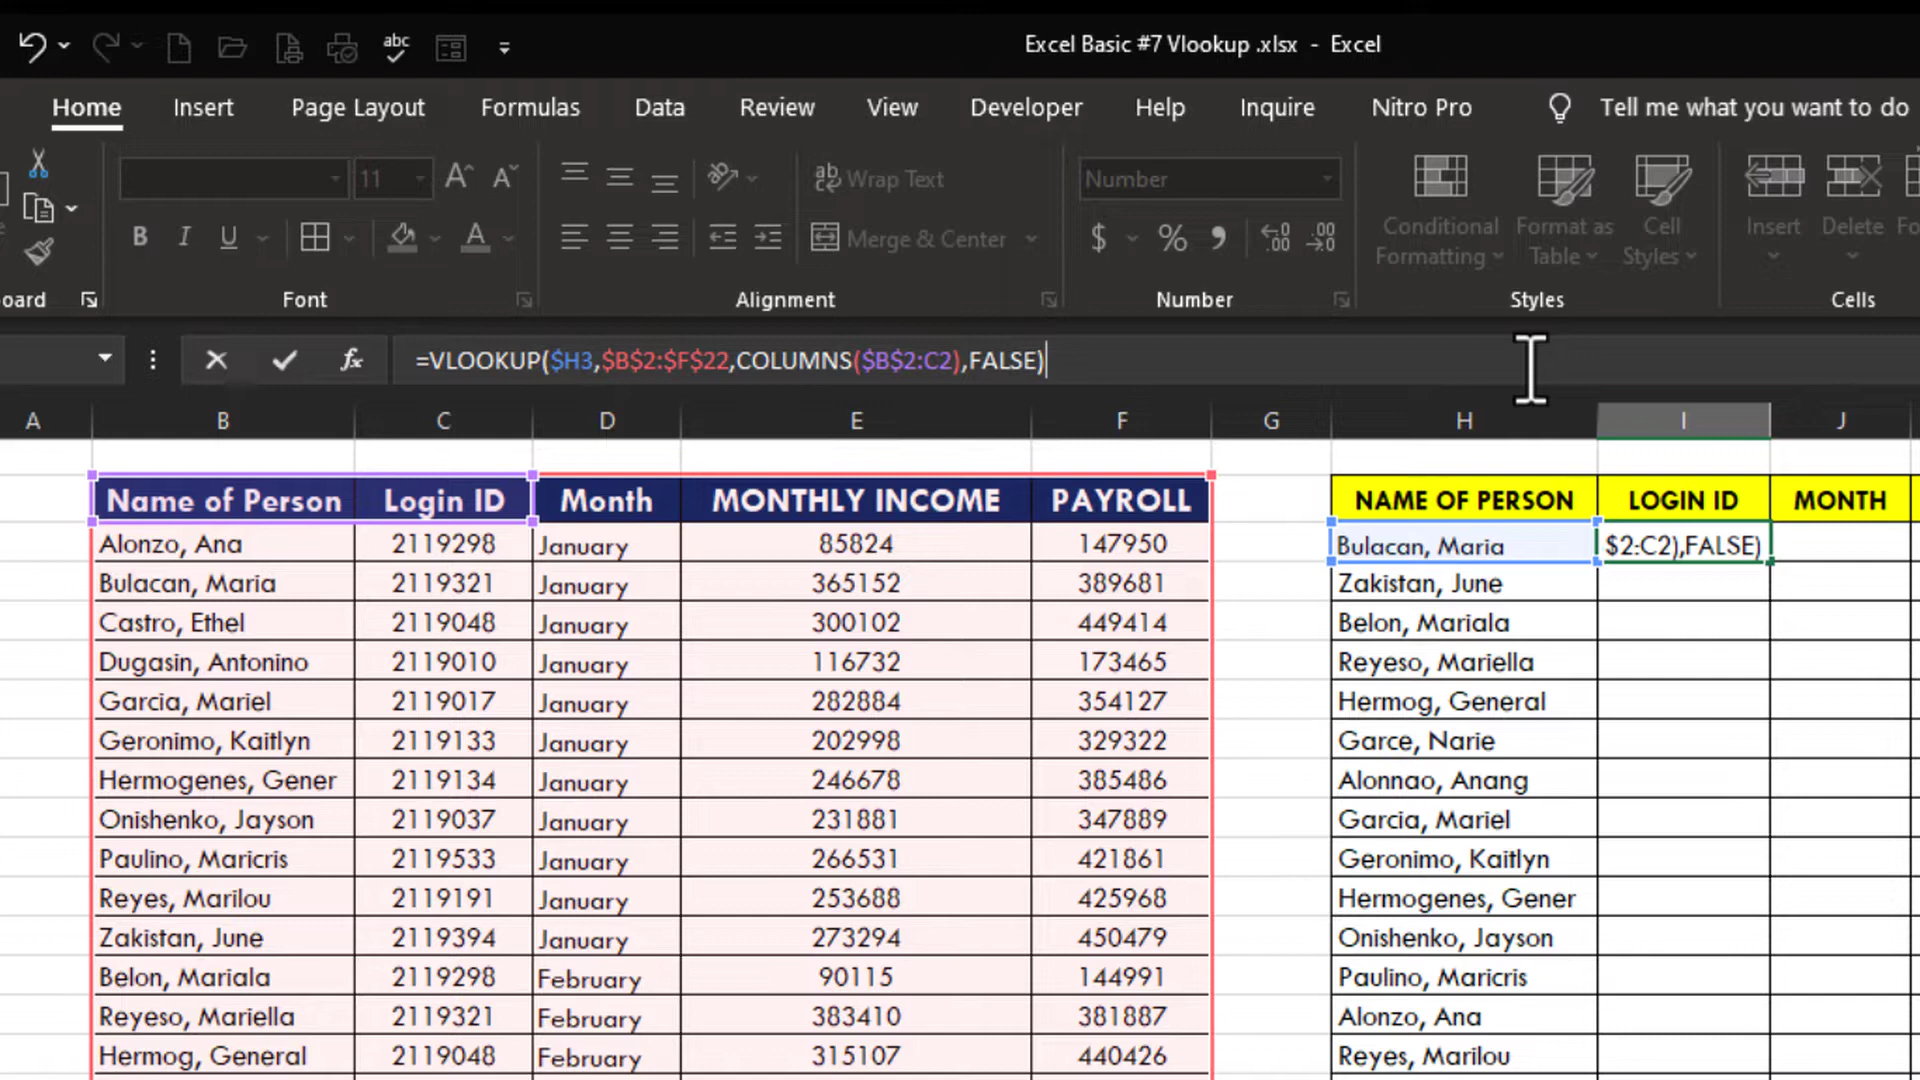 abc
Excel Basic #7 Vlookup .xlsx - Excel
Home Insert Page Layout Formulas Data Review View Developer Help Inquire Nitro Pro Tell me what you want to do
11 A A ab Wrap Text Number
B I U A ab Merge & Center $ % , Conditional Formatting Format as Table Cell Styles Insert Delete Fo
oard Font Alignment Number Styles Cells
fx =VLOOKUP($H3,$B$2:$F$22,COLUMNS($B$2:C2),FALSE)
A B C D E F G H I J
Name of Person Login ID Month MONTHLY INCOME PAYROLL NAME OF PERSON LOGIN ID MONTH
Alonzo, Ana 2119298 January 85824 147950 Bulacan, Maria $2:C2),FALSE)
Bulacan, Maria 2119321 January 365152 389681 Zakistan, June
Castro, Ethel 2119048 January 300102 449414 Belon, Mariala
Dugasin, Antonino 2119010 January 116732 173465 Reyeso, Mariella
Garcia, Mariel 2119017 January 282884 354127 Hermog, General
Geronimo, Kaitlyn 2119133 January 202998 329322 Garce, Narie
Hermogenes, Gener 2119134 January 246678 385486 Alonnao, Anang
Onishenko, Jayson 2119037 January 231881 347889 Garcia, Mariel
Paulino, Maricris 2119533 January 266531 421861 Geronimo, Kaitlyn
Reyes, Marilou 2119191 January 253688 425968 Hermogenes, Gener
Zakistan, June 2119394 January 273294 450479 Onishenko, Jayson
Belon, Mariala 2119298 February 90115 144991 Paulino, Maricris
Reyeso, Mariella 2119321 February 383410 381887 Alonzo, Ana
Hermog, General 2119048 February 315107 440426 Reyes, Marilou